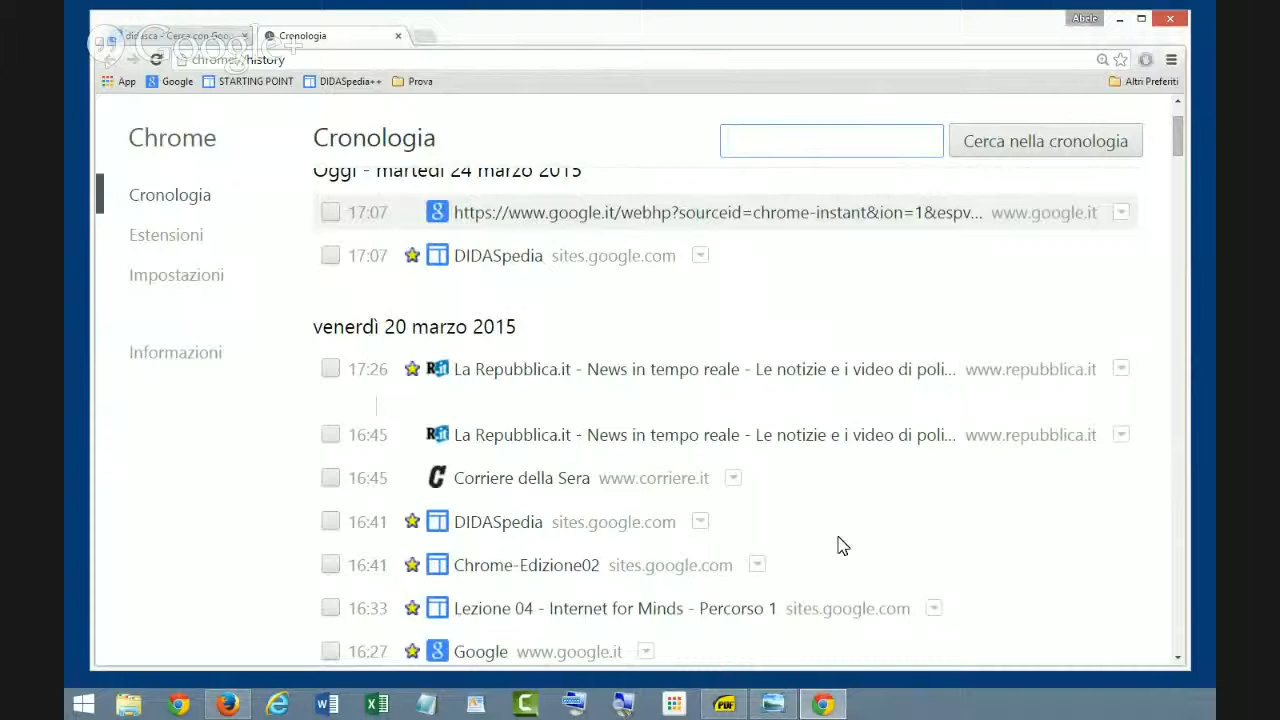 Abele
didasca - Cerca con Goo...
Cronologia
Google+
chrome://history
App
Google
STARTING POINT
DIDASpedia++
Prova
Altri Preferiti
Chrome
Cronologia
Cerca nella cronologia
Cronologia
Estensioni
Impostazioni
Informazioni
Oggi - martedì 24 marzo 2015
17:07 https://www.google.it/webhp?sourceid=chrome-instant&ion=1&espv... www.google.it
17:07 DIDASpedia sites.google.com
venerdì 20 marzo 2015
17:26 La Repubblica.it - News in tempo reale - Le notizie e i video di poli... www.repubblica.it
16:45 La Repubblica.it - News in tempo reale - Le notizie e i video di poli... www.repubblica.it
16:45 Corriere della Sera www.corriere.it
16:41 DIDASpedia sites.google.com
16:41 Chrome-Edizione02 sites.google.com
16:33 Lezione 04 - Internet for Minds - Percorso 1 sites.google.com
16:27 Google www.google.it
PDF